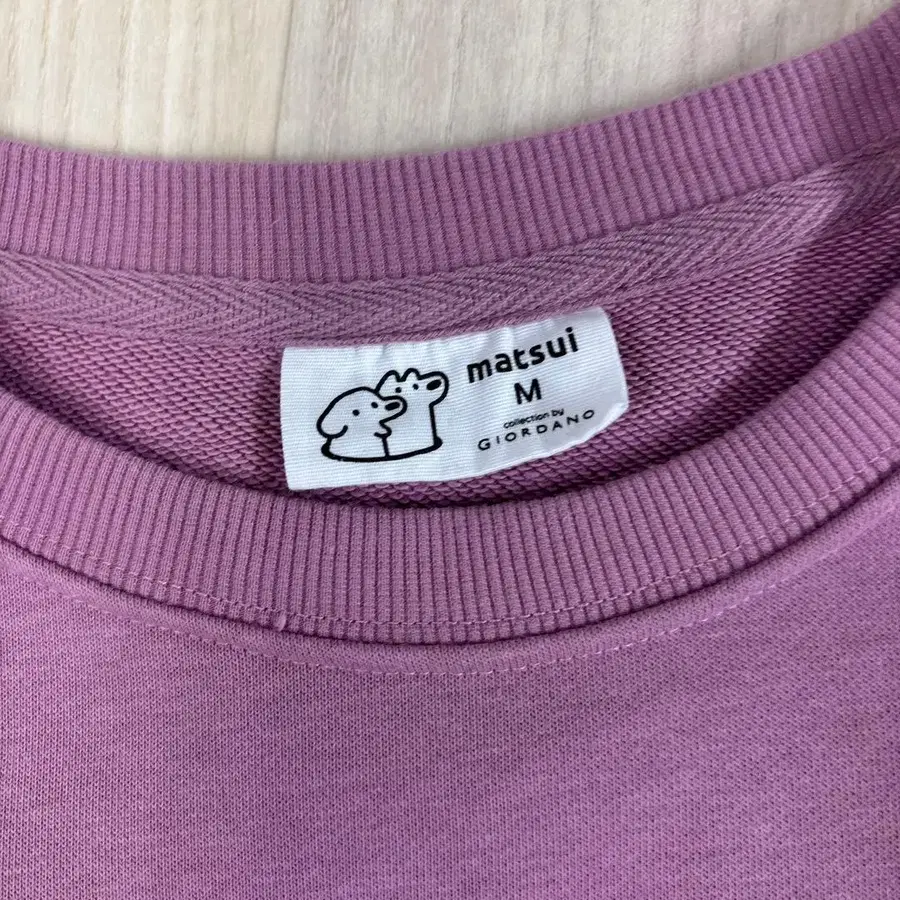 matsui
M
collection by
GIORDANO